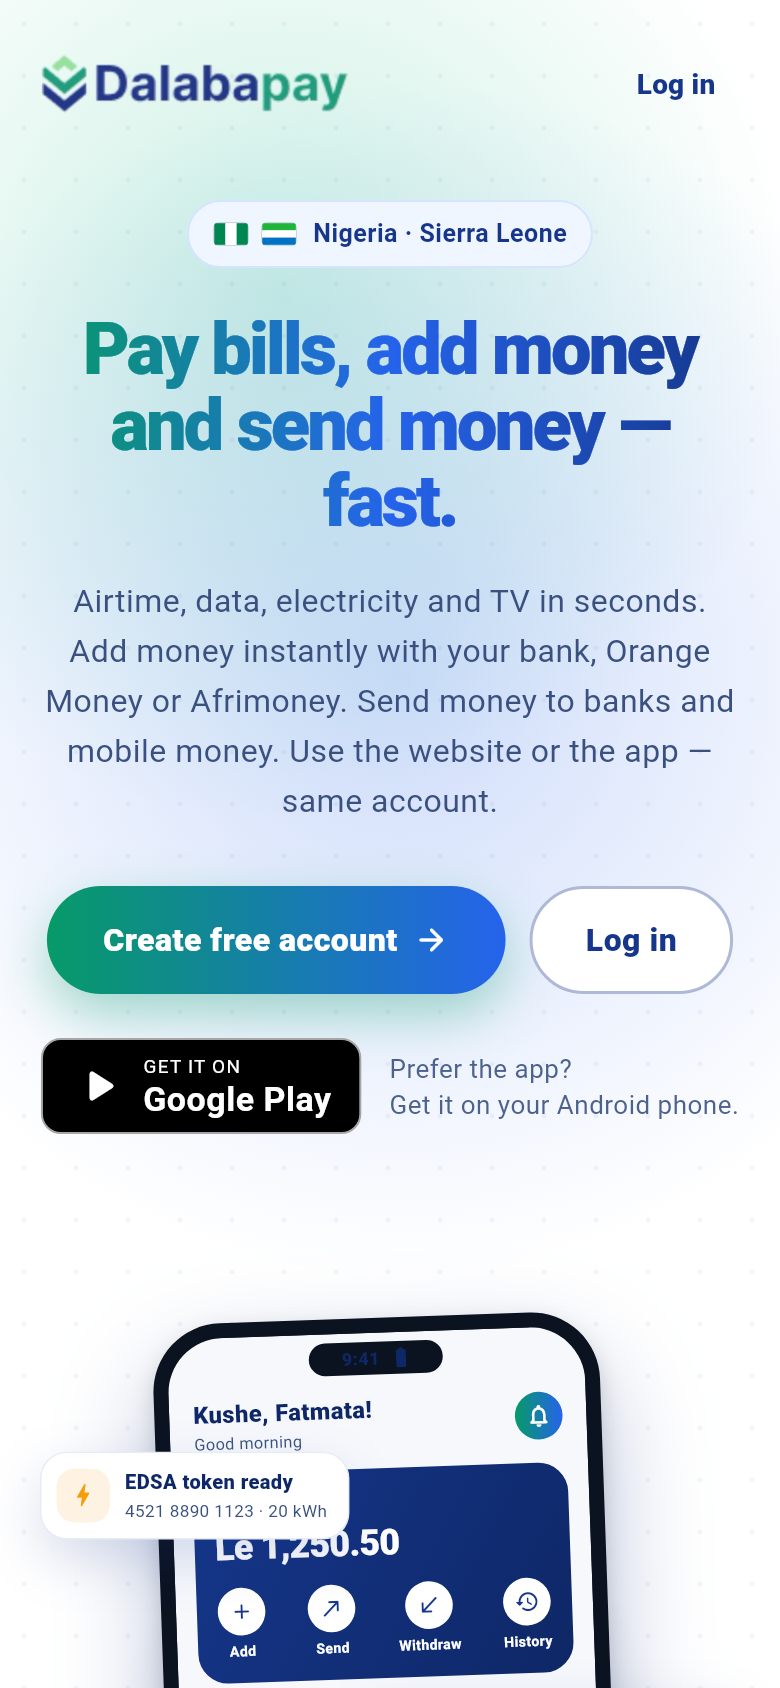 Dalabapay
Log in
Nigeria · Sierra Leone
Pay bills, add money
and send money —
fast.
Airtime, data, electricity and TV in seconds.
Add money instantly with your bank, Orange
Money or Afrimoney. Send money to banks and
mobile money. Use the website or the app —
same account.
Create free account →
Log in
GET IT ON
Google Play
Prefer the app?
Get it on your Android phone.
9:41
Kushe, Fatmata!
Good morning
EDSA token ready
4521 8890 1123 · 20 kWh
Le 1,250.50
Add
Send
Withdraw
History